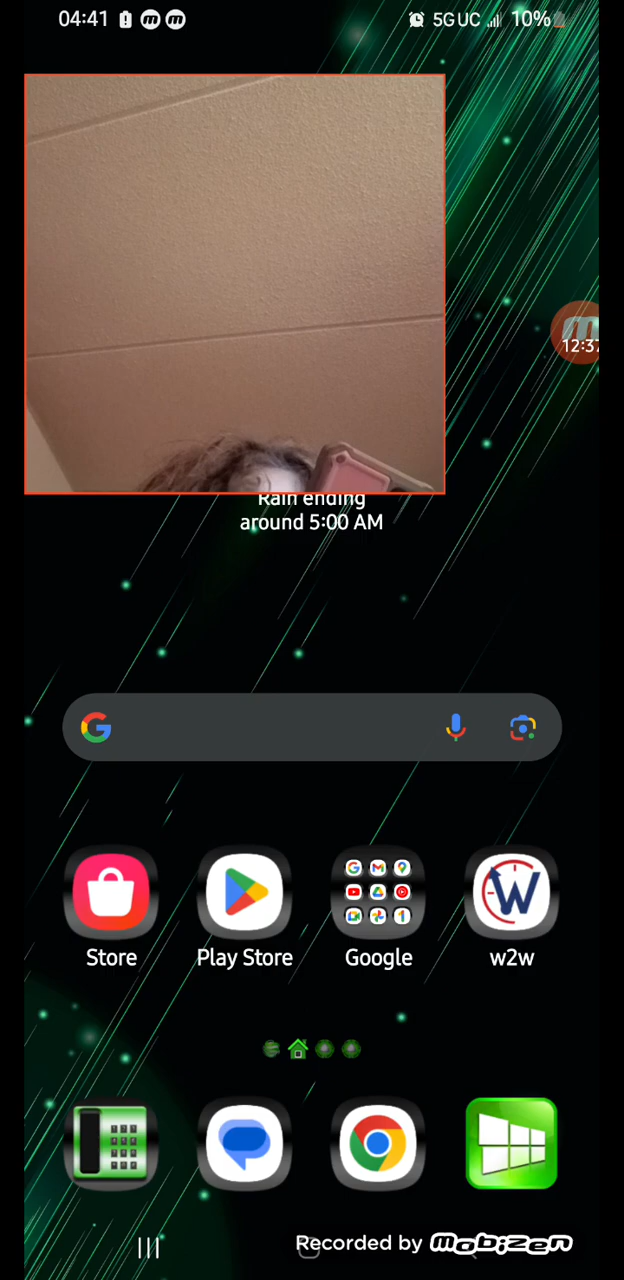 04:41
5G UC
10%
12:37
Rain ending
around 5:00 AM
Store
Play Store
Google
w2w
Recorded by mobizen